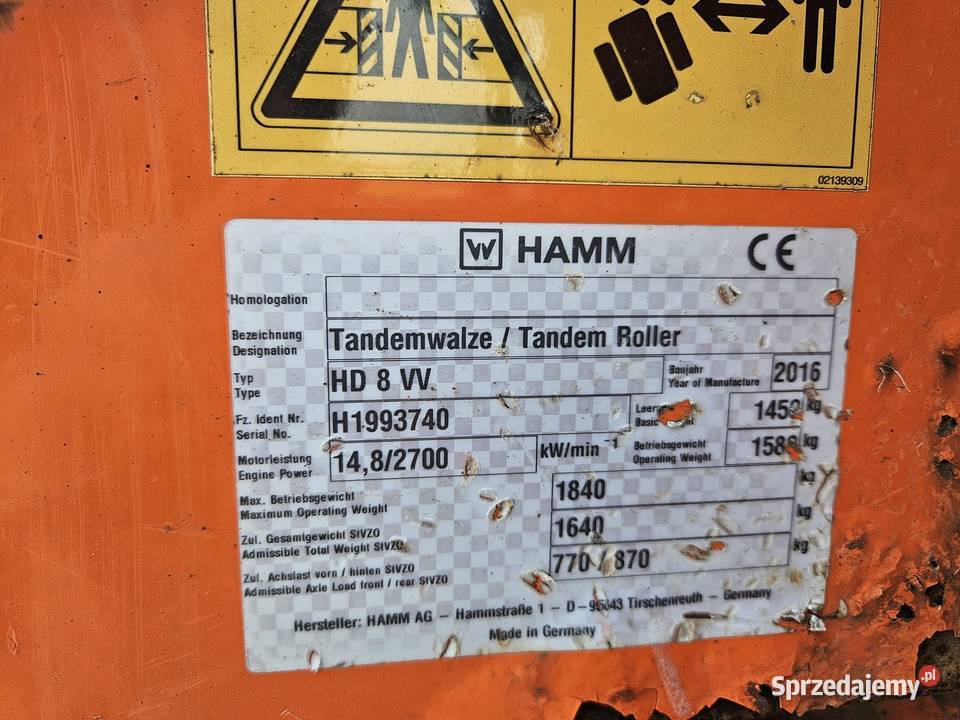 02139309
W HAMM CE
Homologation
Bezeichnung
Designation
Tandemwalze / Tandem Roller
Typ
Type
HD 8 VV
Baujahr
Year of Manufacture
2016
Fz. Ident Nr.
Serial No.
H1993740
kg
Motorleistung
Engine Power
14,8/2700
kW/min⁻¹
Betriebsgewicht
Operating Weight
kg
Max. Betriebsgewicht
Maximum Operating Weight
1840
kg
Zul. Gesamtgewicht StVZO
Admissible Total Weight StVZO
1640
kg
Zul. Achslast vorn / hinten StVZO
Admissible Axle Load front / rear StVZO
770 / 870
kg
Hersteller: HAMM AG – Hammstraße 1 – D– Tirschenreuth – Germany
Made in Germany
Sprzedajemy.pl